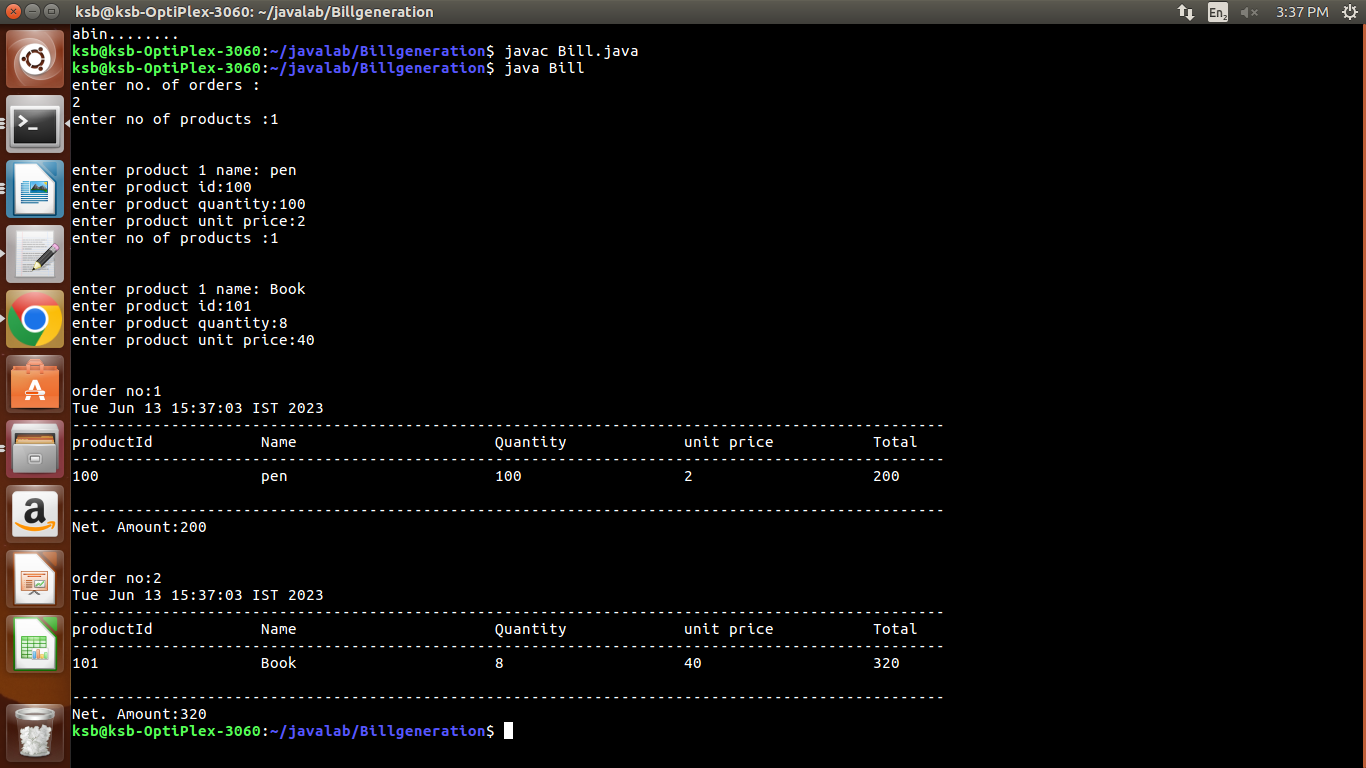 ksb@ksb-OptiPlex-3060: ~/javalab/Billgeneration
En2 3:37 PM
abin........
ksb@ksb-OptiPlex-3060:~/javalab/Billgeneration$ javac Bill.java
ksb@ksb-OptiPlex-3060:~/javalab/Billgeneration$ java Bill
enter no. of orders :
2
enter no of products :1
enter product 1 name: pen
enter product id:100
enter product quantity:100
enter product unit price:2
enter no of products :1
enter product 1 name: Book
enter product id:101
enter product quantity:8
enter product unit price:40
order no:1
Tue Jun 13 15:37:03 IST 2023
-------------------------------------------------------------------------------------------------
productId Name Quantity unit price Total
-------------------------------------------------------------------------------------------------
100 pen 100 2 200
-------------------------------------------------------------------------------------------------
Net. Amount:200
order no:2
Tue Jun 13 15:37:03 IST 2023
-------------------------------------------------------------------------------------------------
productId Name Quantity unit price Total
-------------------------------------------------------------------------------------------------
101 Book 8 40 320
-------------------------------------------------------------------------------------------------
Net. Amount:320
ksb@ksb-OptiPlex-3060:~/javalab/Billgeneration$